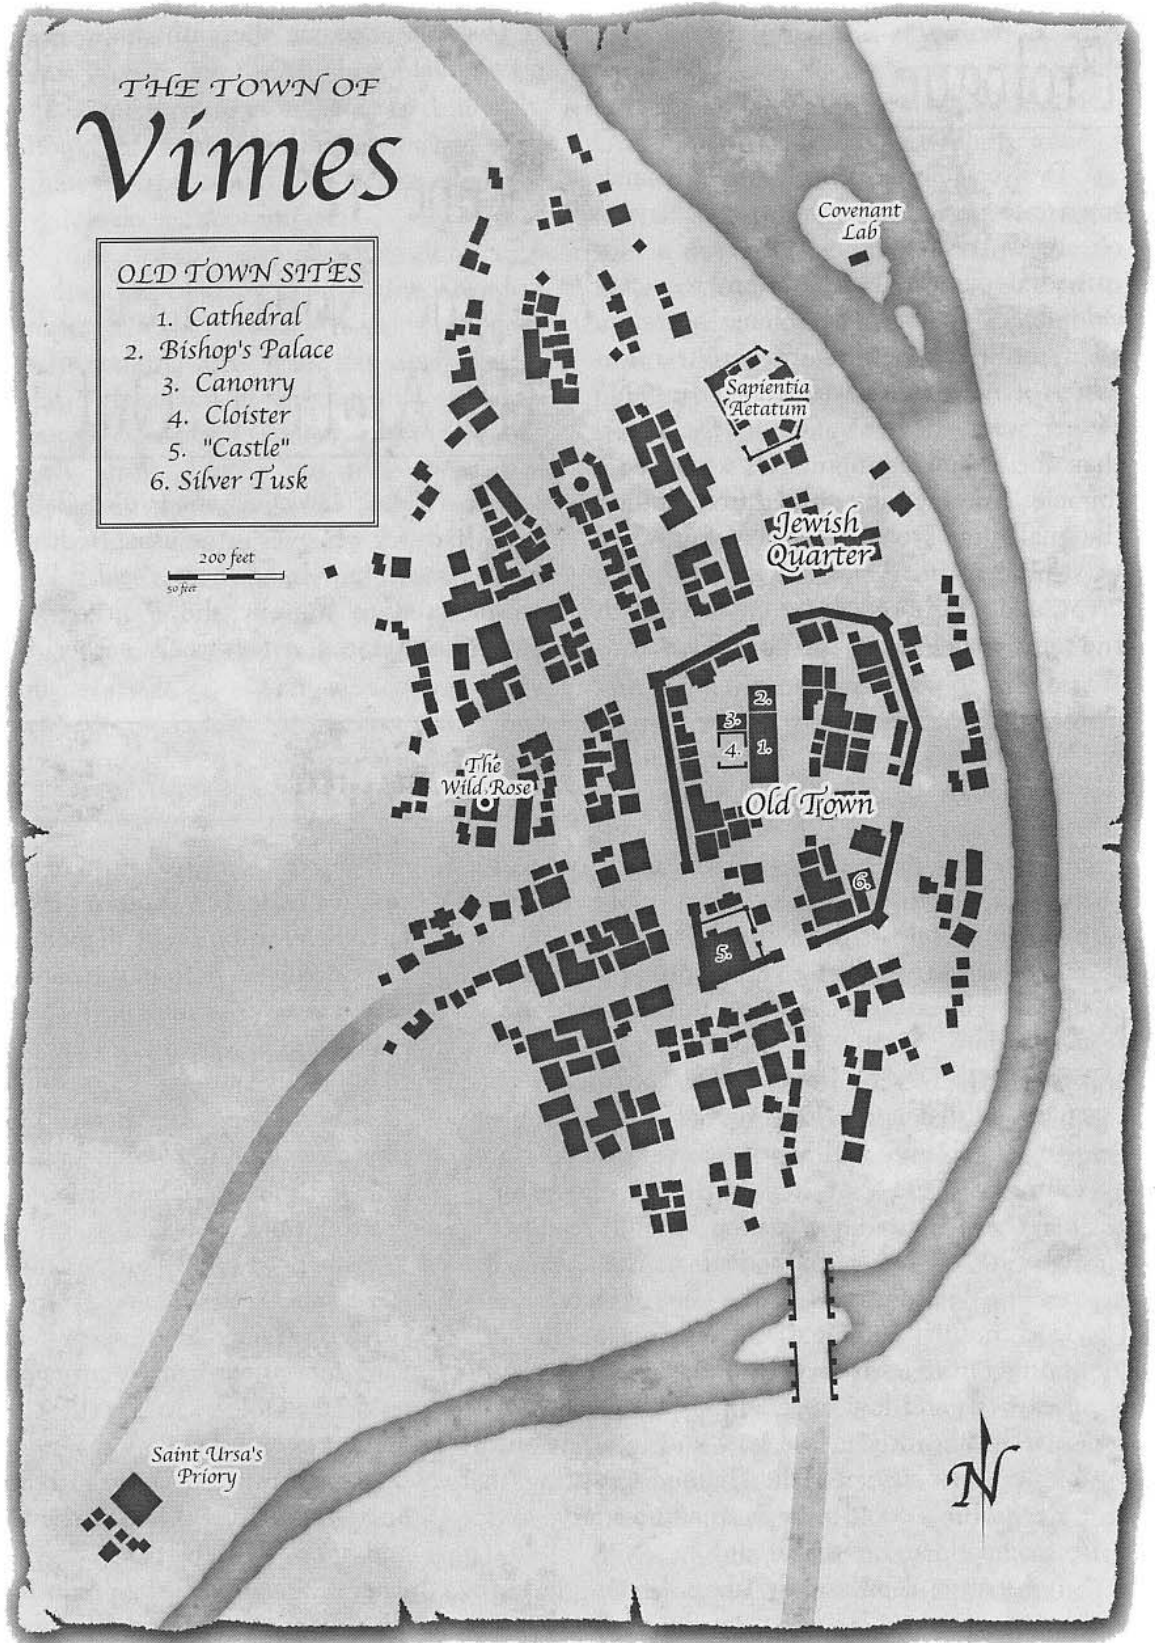 THE TOWN OF
Vimes
OLD TOWN SITES
1. Cathedral
2. Bishop's Palace
3. Canonry
4. Cloister
5. "Castle"
6. Silver Tusk
200 feet
50 feet
Covenant
Lab
Sapientia
Aetatum
Jewish
Quarter
2.
3.
4.
1.
The
Wild Rose
Old Town
6.
5.
Saint Ursa's
Priory
N